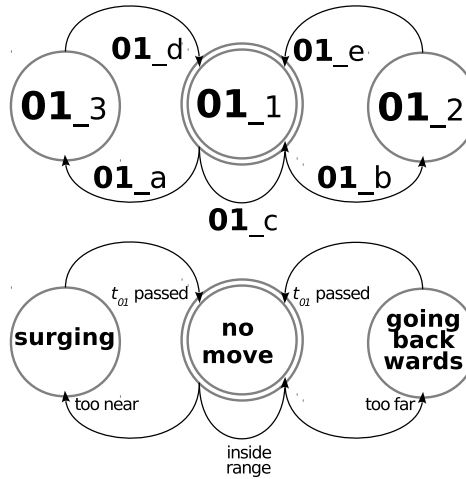 01_d
01_e
01_3
01_1
01_2
01_a
01_b
01_c
t01 passed
t01 passed
surging
no
move
going
back
wards
too near
too far
inside
range